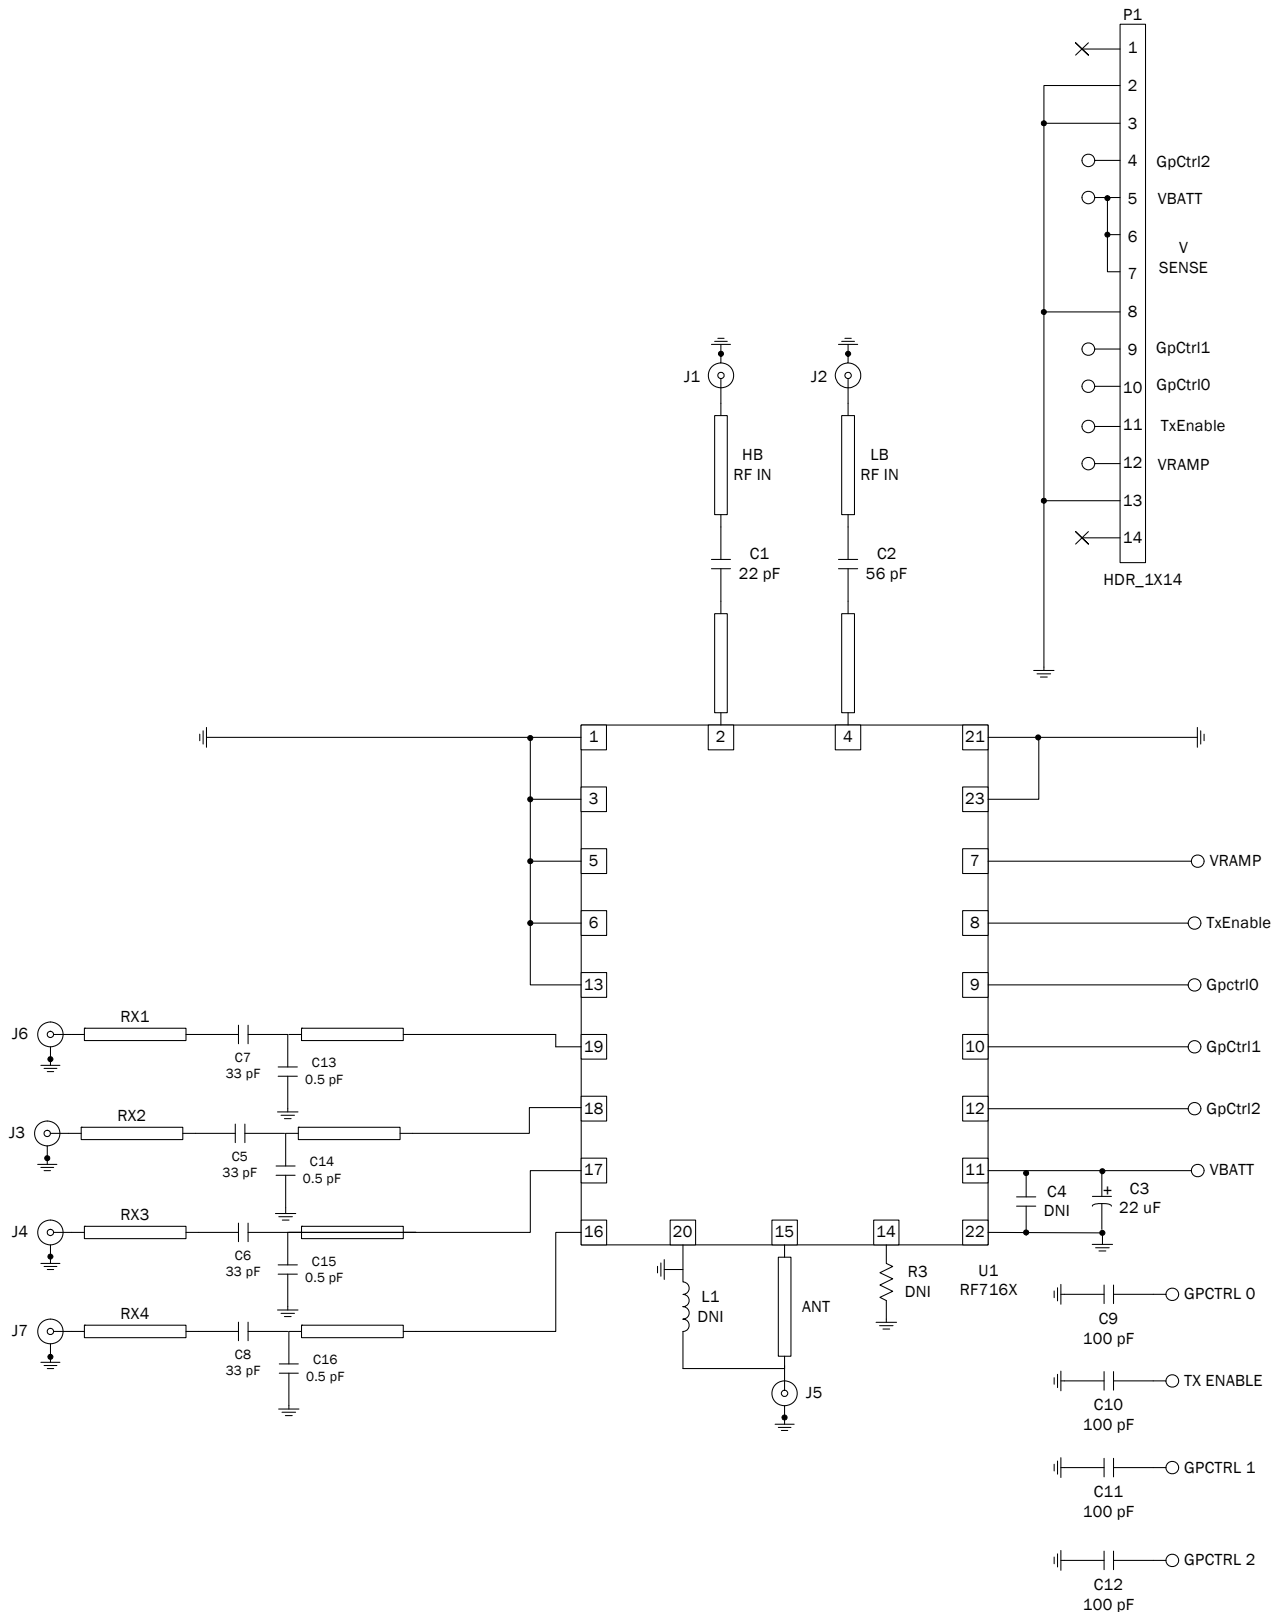 P1
1
2
3
4 GpCtrl2
5 VBATT
6
V
SENSE
7
8
9 GpCtrl1
10 GpCtrl0
11 TxEnable
12 VRAMP
13
14
HDR_1X14
J1
J2
HB
RF IN
LB
RF IN
C1
22 pF
C2
56 pF
1
2
4
21
3
23
5
7
VRAMP
6
8
TxEnable
13
9
Gpctrl0
J6
RX1
C7
33 pF
C13
0.5 pF
19
10
GpCtrl1
J3
RX2
C5
33 pF
C14
0.5 pF
18
12
GpCtrl2
17
11
C4
DNI
+
C3
22 uF
VBATT
J4
RX3
C6
33 pF
C15
0.5 pF
16
20
15
14
22
L1
DNI
ANT
R3
DNI
U1
RF716X
J7
RX4
C8
33 pF
C16
0.5 pF
J5
GPCTRL 0
C9
100 pF
TX ENABLE
C10
100 pF
GPCTRL 1
C11
100 pF
GPCTRL 2
C12
100 pF